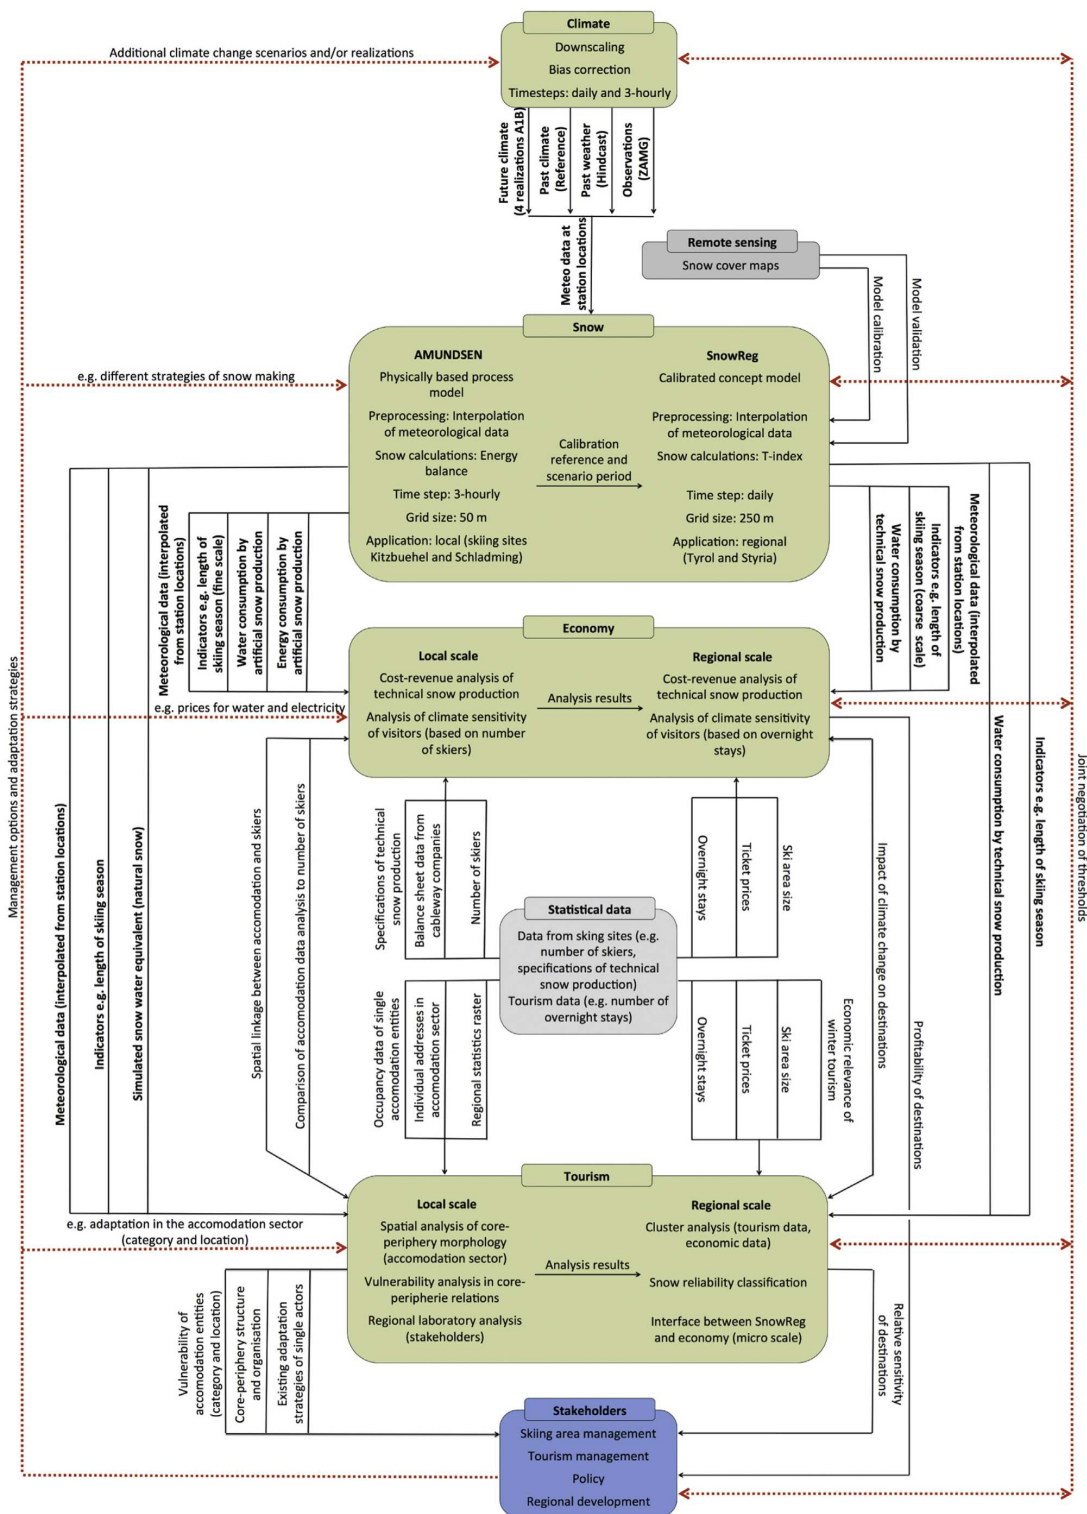 Climate
Downscaling
Bias correction
Timesteps: daily and 3-hourly
Additional climate change scenarios and/or realizations
Future climate
(4 realizations A1B)
Past climate
(Reference)
Past weather
(Hindcast)
Observations
(ZAMG)
Meteo data at
station locations
Remote sensing
Snow cover maps
Model calibration
Model validation
Snow
AMUNDSEN
Physically based process
model
Preprocessing: Interpolation
of meteorological data
Snow calculations: Energy
balance
Time step: 3-hourly
Grid size: 50 m
Application: local (skiing sites
Kitzbuehel and Schladming)
Calibration
reference and
scenario period
SnowReg
Calibrated concept model
Preprocessing: Interpolation
of meteorological data
Snow calculations: T-index
Time step: daily
Grid size: 250 m
Application: regional
(Tyrol and Styria)
e.g. different strategies of snow making
Meteorological data (interpolated
from station locations)
Indicators e.g. length of
skiing season (fine scale)
Water consumption by
artificial snow production
Energy consumption by
artificial snow production
Water consumption by
technical snow production
Indicators e.g. length of
skiing season (coarse scale)
Meteorological data (interpolated
from station locations)
Economy
Local scale
Cost-revenue analysis of
technical snow production
Analysis of climate sensitivity
of visitors (based on number
of skiers)
Analysis results
Regional scale
Cost-revenue analysis of
technical snow production
Analysis of climate sensitivity
of visitors (based on overnight
stays)
e.g. prices for water and electricity
Management options and adaptation strategies
Joint negotiation of thresholds
Meteorological data (interpolated from station locations)
Indicators e.g. length of skiing season
Simulated snow water equivalent (natural snow)
Spatial linkage between accomodation and skiers
Comparison of accomodation data analysis to number of skiers
Specifications of technical
snow production
Balance sheet data from
cableway companies
Number of skiers
Overnight stays
Ticket prices
Ski area size
Statistical data
Data from sking sites (e.g.
number of skiers,
specifications of technical
snow production)
Tourism data (e.g. number of
overnight stays)
Occupancy data of single
accomodation entities
Individual addresses in
accomodation sector
Regional statistics raster
Overnight stays
Ticket prices
Ski area size
Economic relevance of
winter tourism
Impact of climate change on destinations
Profitability of destinations
Water consumption by technical snow production
Indicators e.g. length of skiing season
Tourism
Local scale
Spatial analysis of core-
periphery morphology
(accomodation sector)
Vulnerability analysis in core-
peripherie relations
Regional laboratory analysis
(stakeholders)
Analysis results
Regional scale
Cluster analysis (tourism data,
economic data)
Snow reliability classification
Interface between SnowReg
and economy (micro scale)
e.g. adaptation in the accomodation sector
(category and location)
Vulnerability of
accomodation entities
(category and location)
Core-periphery structure
and organisation
Existing adaptation
strategies of single actors
Relative sensitivity
of destinations
Stakeholders
Skiing area management
Tourism management
Policy
Regional development